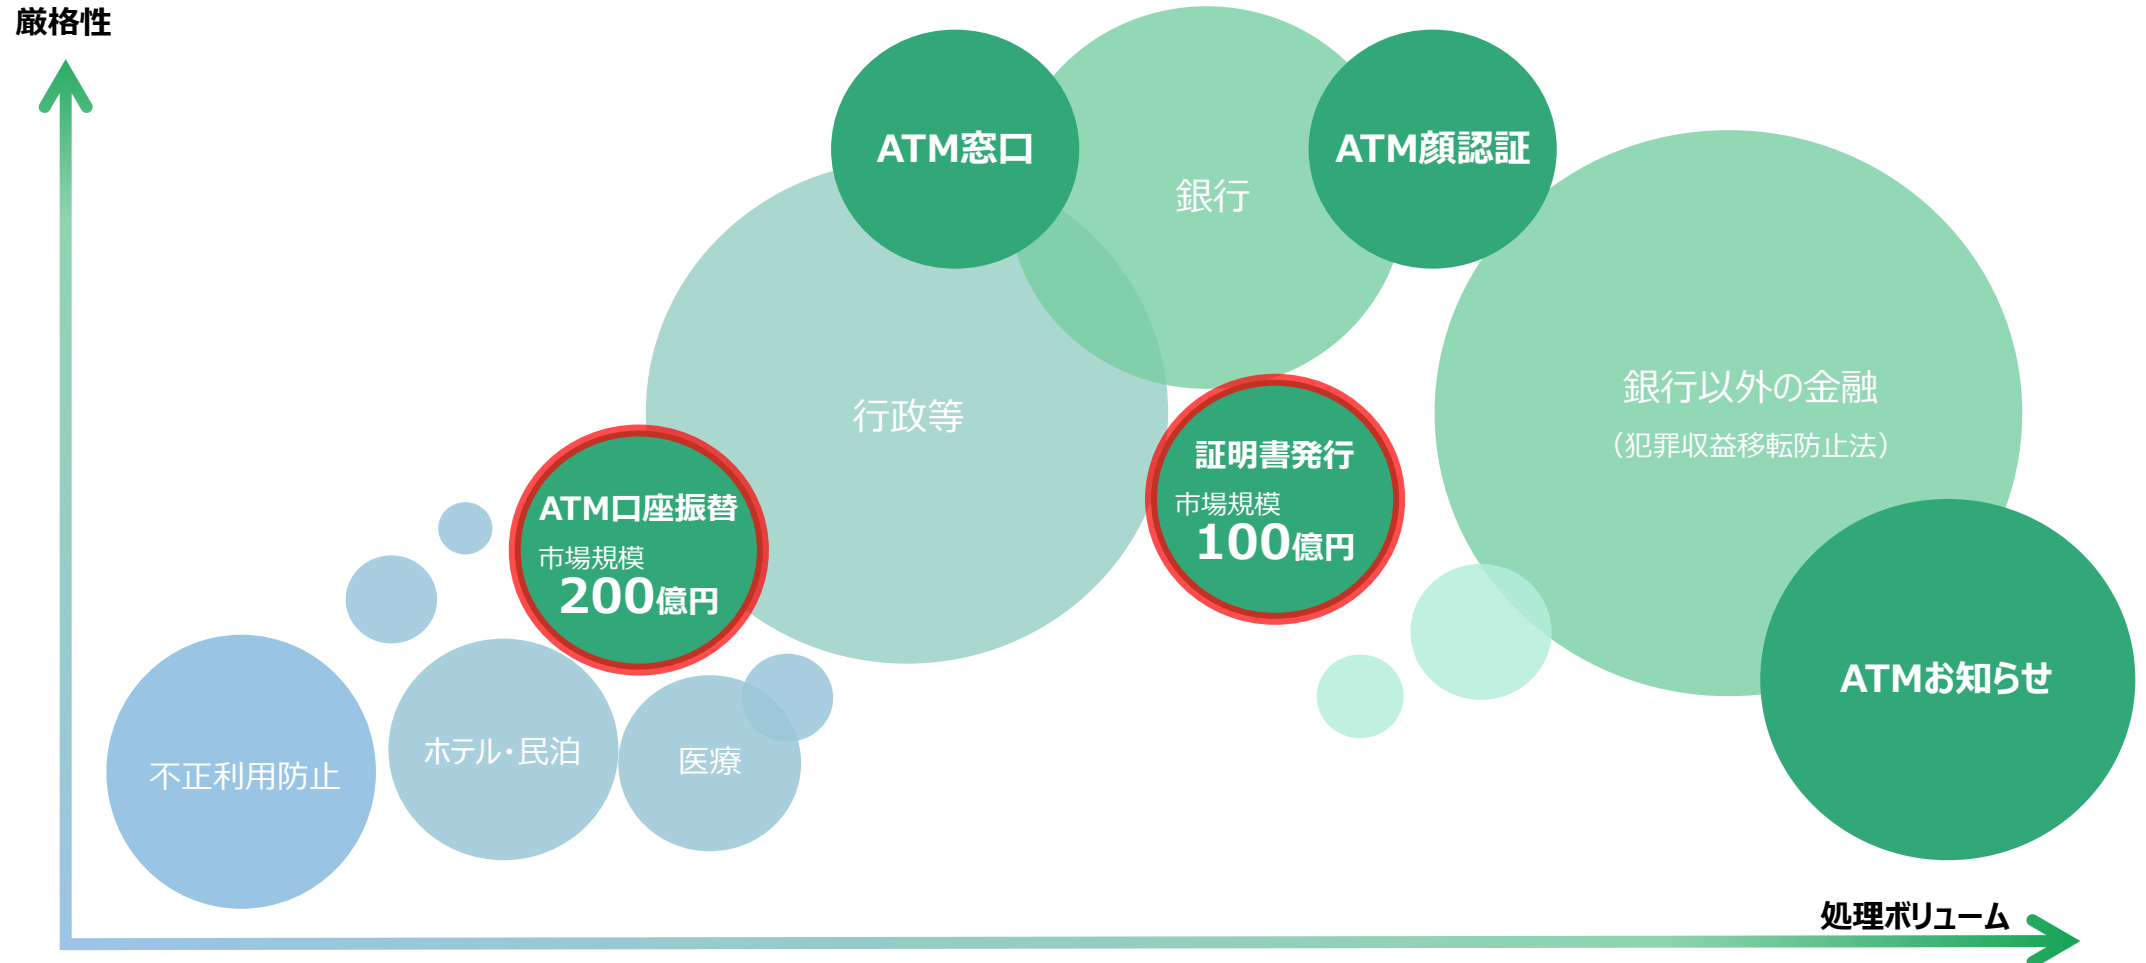 厳格性
ATM窓口
ATM顔認証
銀行
行政等
銀行以外の金融
（犯罪収益移転防止法）
証明書発行
市場規模
100億円
ATM口座振替
市場規模
200億円
ATMお知らせ
不正利用防止
ホテル・民泊
医療
処理ボリューム